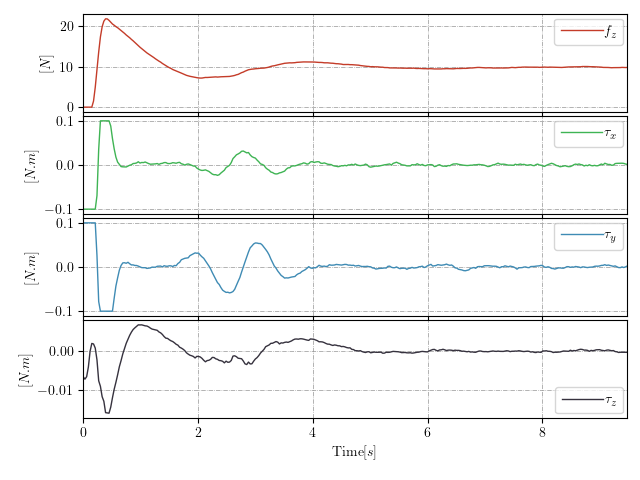 20
10
0
[N]
f_z
0.1
0.0
−0.1
[N.m]
τ_x
0.1
0.0
−0.1
[N.m]
τ_y
0.00
−0.01
[N.m]
τ_z
0 2 4 6 8
Time[s]